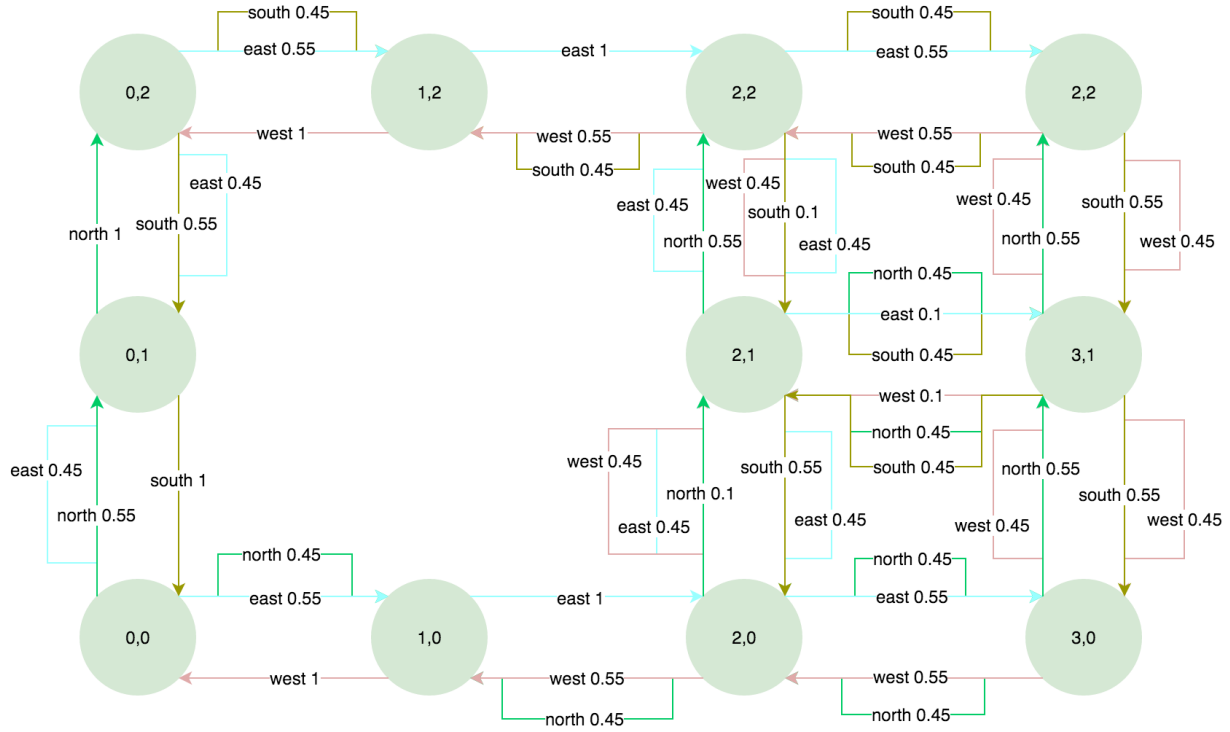 south 0.45
south 0.45
east 0.55
east 1
east 0.55
0,2
1,2
2,2
2,2
west 1
west 0.55
west 0.55
south 0.45
south 0.45
east 0.45
west 0.45
west 0.45
east 0.45
south 0.1
south 0.55
south 0.55
north 1
north 0.55
east 0.45
north 0.55
west 0.45
north 0.45
east 0.1
0,1
2,1
south 0.45
3,1
west 0.1
north 0.45
east 0.45
west 0.45
south 0.55
south 0.45
north 0.55
south 1
north 0.1
south 0.55
north 0.55
east 0.45
east 0.45
west 0.45
west 0.45
north 0.45
north 0.45
east 0.55
east 1
east 0.55
0,0
1,0
2,0
3,0
west 1
west 0.55
west 0.55
north 0.45
north 0.45